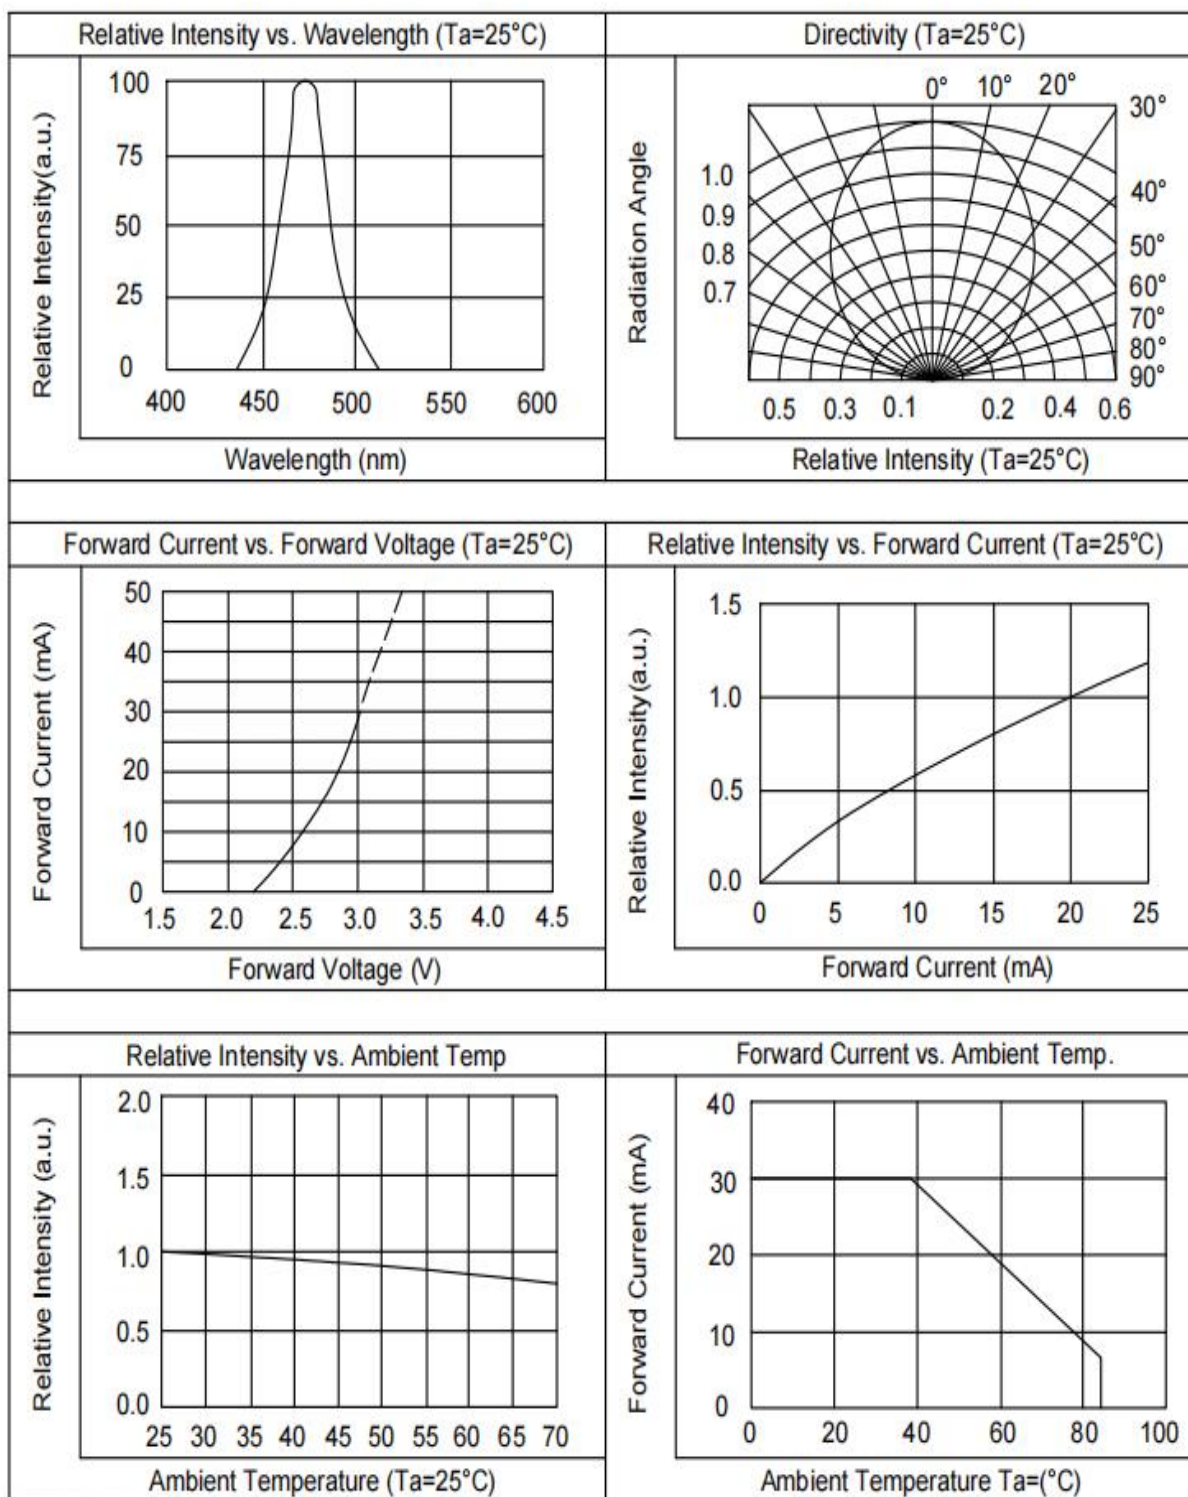 Relative Intensity vs. Wavelength (Ta=25°C)
Relative Intensity(a.u.)
100
75
50
25
0
400 450 500 550 600
Wavelength (nm)
Directivity (Ta=25°C)
Radiation Angle
0° 10° 20° 30°
40°
50°
60°
70°
80°
90°
1.0
0.9
0.8
0.7
0.5 0.3 0.1 0.2 0.4 0.6
Relative Intensity (Ta=25°C)
Forward Current vs. Forward Voltage (Ta=25°C)
Forward Current (mA)
50
40
30
20
10
0
1.5 2.0 2.5 3.0 3.5 4.0 4.5
Forward Voltage (V)
Relative Intensity vs. Forward Current (Ta=25°C)
Relative Intensity(a.u.)
1.5
1.0
0.5
0.0
0 5 10 15 20 25
Forward Current (mA)
Relative Intensity vs. Ambient Temp
Relative Intensity (a.u.)
2.0
1.5
1.0
0.5
0.0
25 30 35 40 45 50 55 60 65 70
Ambient Temperature (Ta=25°C)
Forward Current vs. Ambient Temp.
Forward Current (mA)
40
30
20
10
0
0 20 40 60 80 100
Ambient Temperature Ta=(°C)